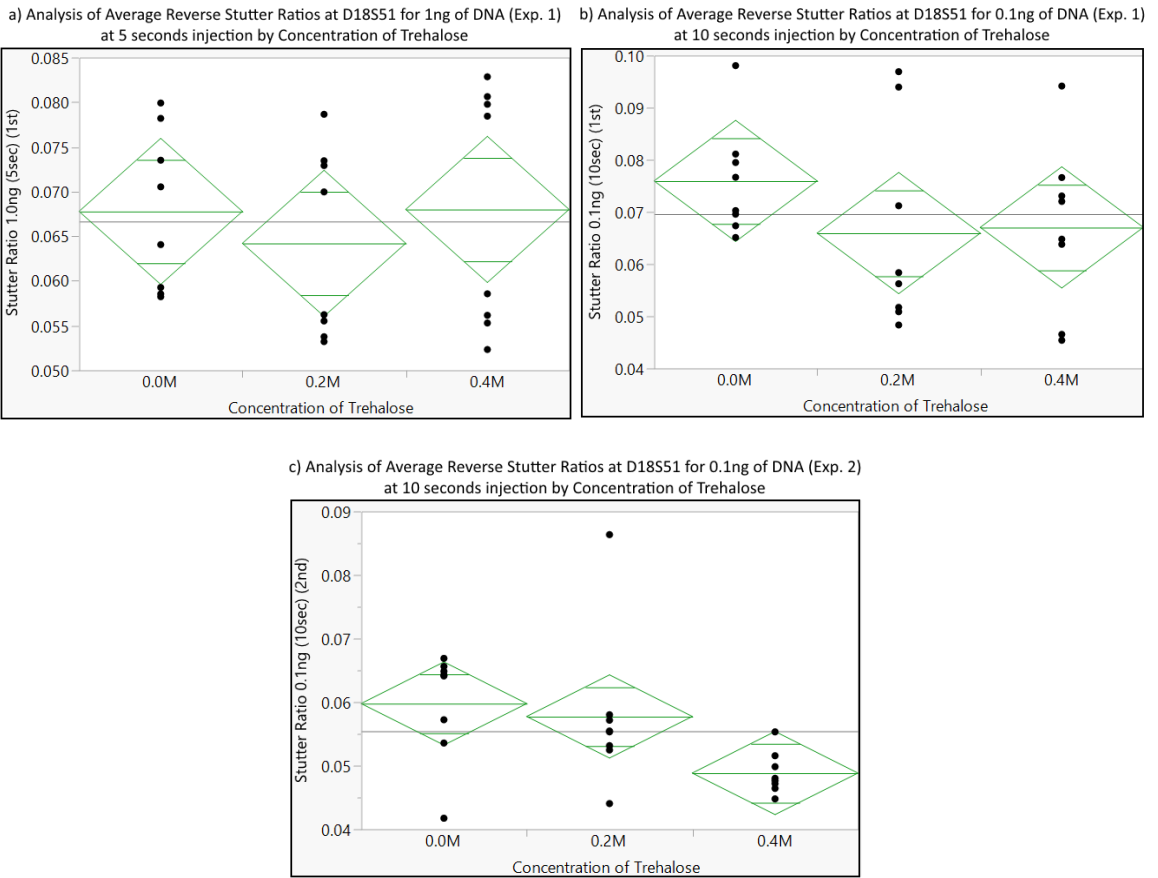 a) Analysis of Average Reverse Stutter Ratios at D18S51 for 1ng of DNA (Exp. 1)
at 5 seconds injection by Concentration of Trehalose
Stutter Ratio 1.0ng (5sec) (1st)
0.085
0.080
0.075
0.070
0.065
0.060
0.055
0.050
0.0M 0.2M 0.4M
Concentration of Trehalose
b) Analysis of Average Reverse Stutter Ratios at D18S51 for 0.1ng of DNA (Exp. 1)
at 10 seconds injection by Concentration of Trehalose
Stutter Ratio 0.1ng (10sec) (1st)
0.10
0.09
0.08
0.07
0.06
0.05
0.04
0.0M 0.2M 0.4M
Concentration of Trehalose
c) Analysis of Average Reverse Stutter Ratios at D18S51 for 0.1ng of DNA (Exp. 2)
at 10 seconds injection by Concentration of Trehalose
Stutter Ratio 0.1ng (10sec) (2nd)
0.09
0.08
0.07
0.06
0.05
0.04
0.0M 0.2M 0.4M
Concentration of Trehalose